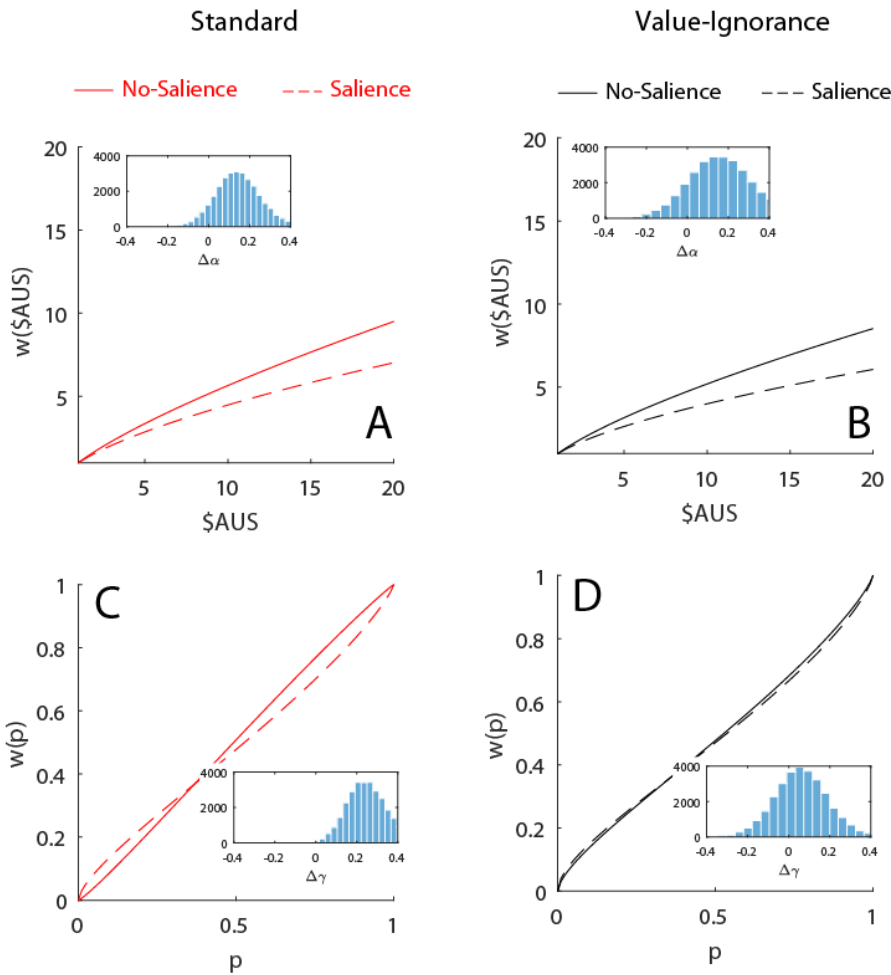 Standard
Value-Ignorance
No-Salience Salience
No-Salience Salience
20
15
10
5
w($AUS)
4000
2000
0
-0.4 -0.2 0 0.2 0.4
Δα
A
5 10 15 20
$AUS
20
15
10
5
w($AUS)
4000
2000
0
-0.4 -0.2 0 0.2 0.4
Δα
B
5 10 15 20
$AUS
1
0.8
0.6
0.4
0.2
0
w(p)
C
4000
2000
0
-0.4 -0.2 0 0.2 0.4
Δγ
0 0.5 1
p
1
0.8
0.6
0.4
0.2
0
w(p)
D
4000
2000
0
-0.4 -0.2 0 0.2 0.4
Δγ
0 0.5 1
p